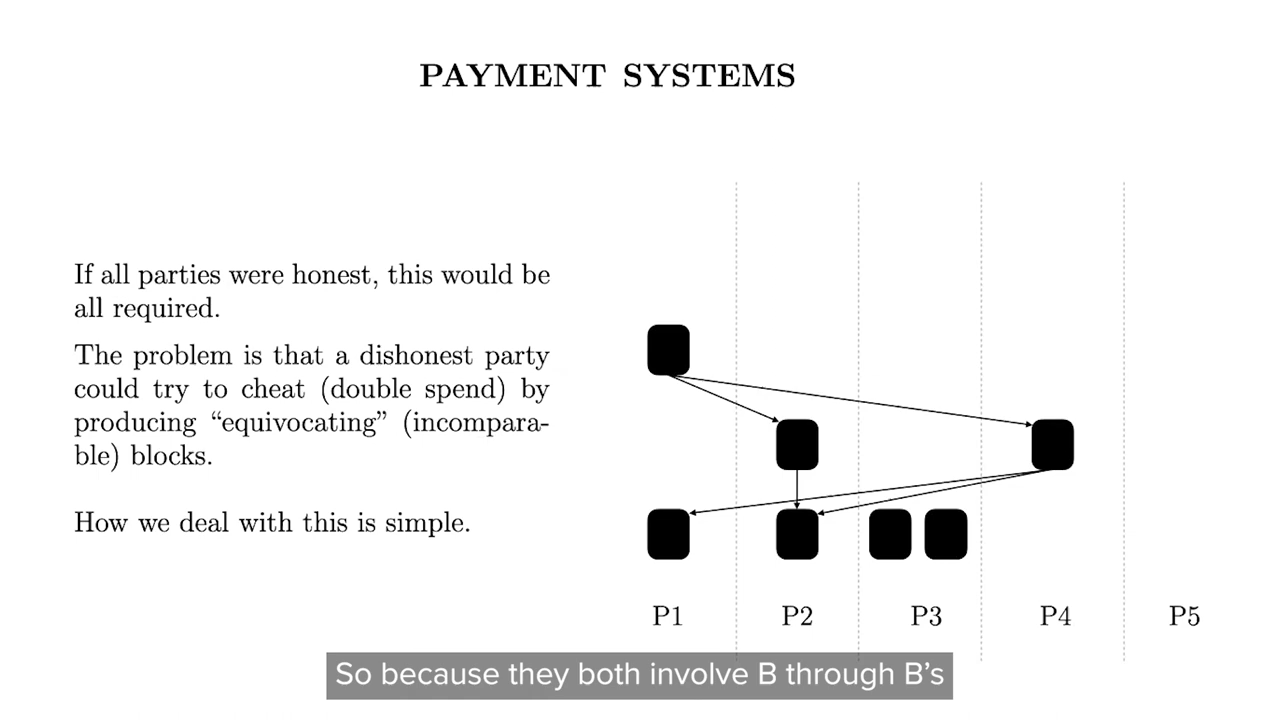 PAYMENT SYSTEMS
If all parties were honest, this would be
all required.
The problem is that a dishonest party
could try to cheat (double spend) by
producing “equivocating” (incompara-
ble) blocks.
How we deal with this is simple.
P1 P2 P3 P4 P5
So because they both involve B through B’s